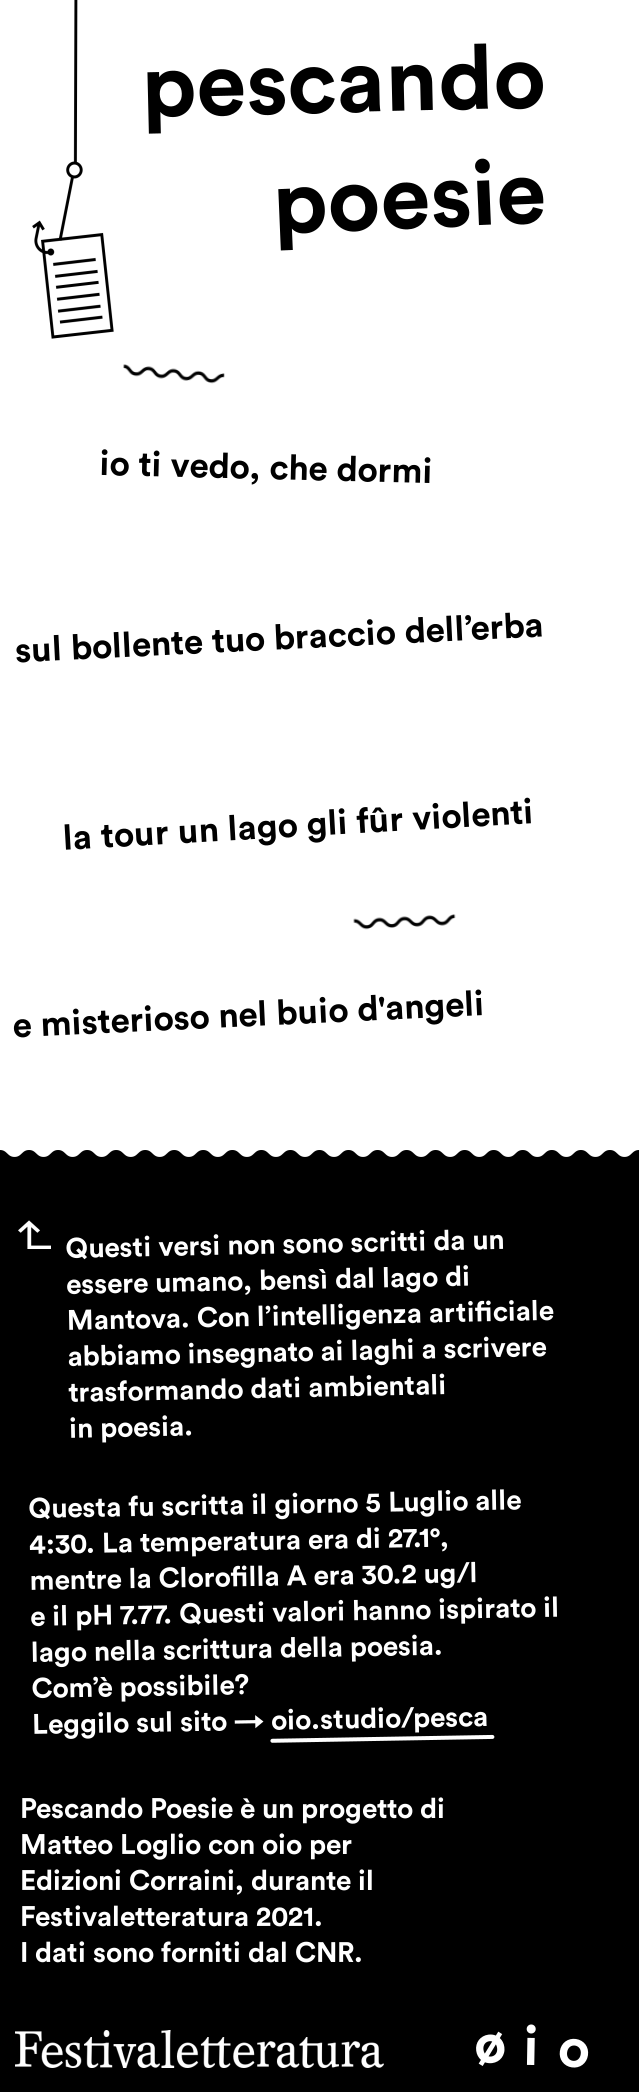 pescando
poesie
io ti vedo, che dormi
sul bollente tuo braccio dell’erba
la tour un lago gli fûr violenti
e misterioso nel buio d'angeli
Questi versi non sono scritti da un
essere umano, bensì dal lago di
Mantova. Con l’intelligenza artificiale
abbiamo insegnato ai laghi a scrivere
trasformando dati ambientali
in poesia.
Questa fu scritta il giorno 5 Luglio alle
4:30. La temperatura era di 27.1°,
mentre la Clorofilla A era 30.2 ug/l
e il pH 7.77. Questi valori hanno ispirato il
lago nella scrittura della poesia.
Com’è possibile?
Leggilo sul sito → oio.studio/pesca
Pescando Poesie è un progetto di
Matteo Loglio con oio per
Edizioni Corraini, durante il
Festivaletteratura 2021.
I dati sono forniti dal CNR.
Festivaletteratura ø i o